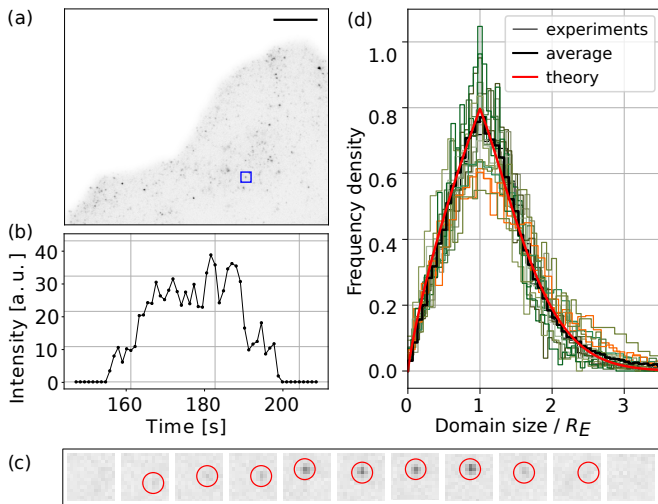 (a)
(b)
Intensity [a. u.]
40
30
20
10
0
160
180
200
Time [s]
(c)
(d)
experiments
average
theory
Frequency density
1.0
0.8
0.6
0.4
0.2
0.0
0
1
2
3
Domain size / R_E